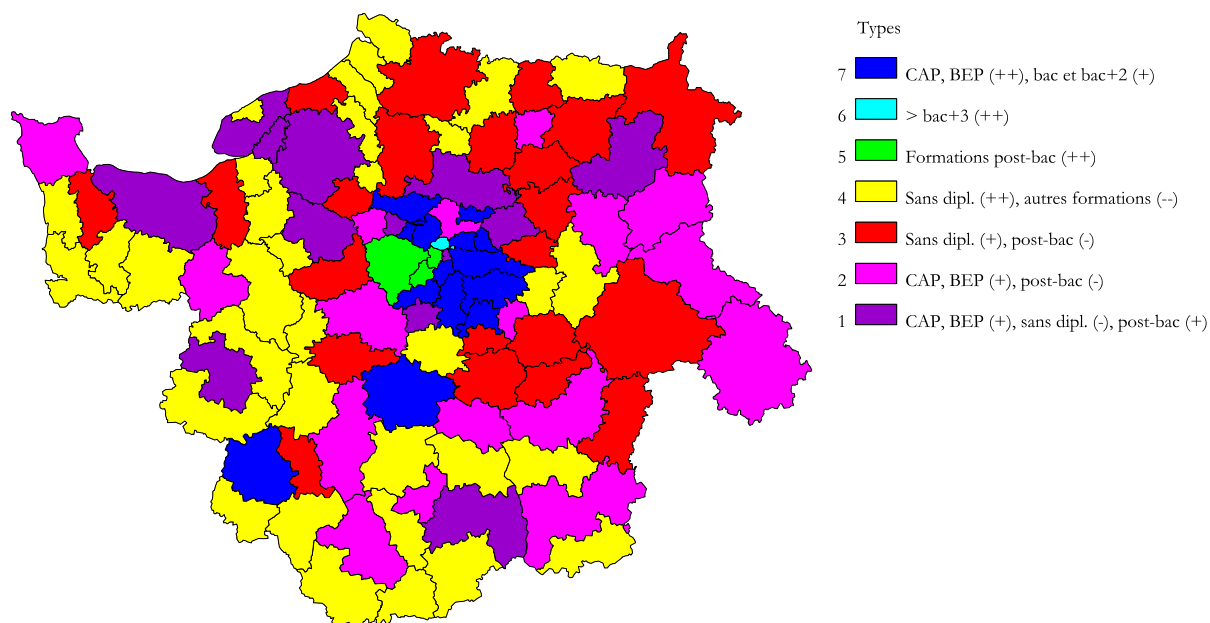 Types
7 CAP, BEP (++), bac et bac+2 (+)
6 > bac+3 (++)
5 Formations post-bac (++)
4 Sans dipl. (++), autres formations (--)
3 Sans dipl. (+), post-bac (-)
2 CAP, BEP (+), post-bac (-)
1 CAP, BEP (+), sans dipl. (-), post-bac (+)